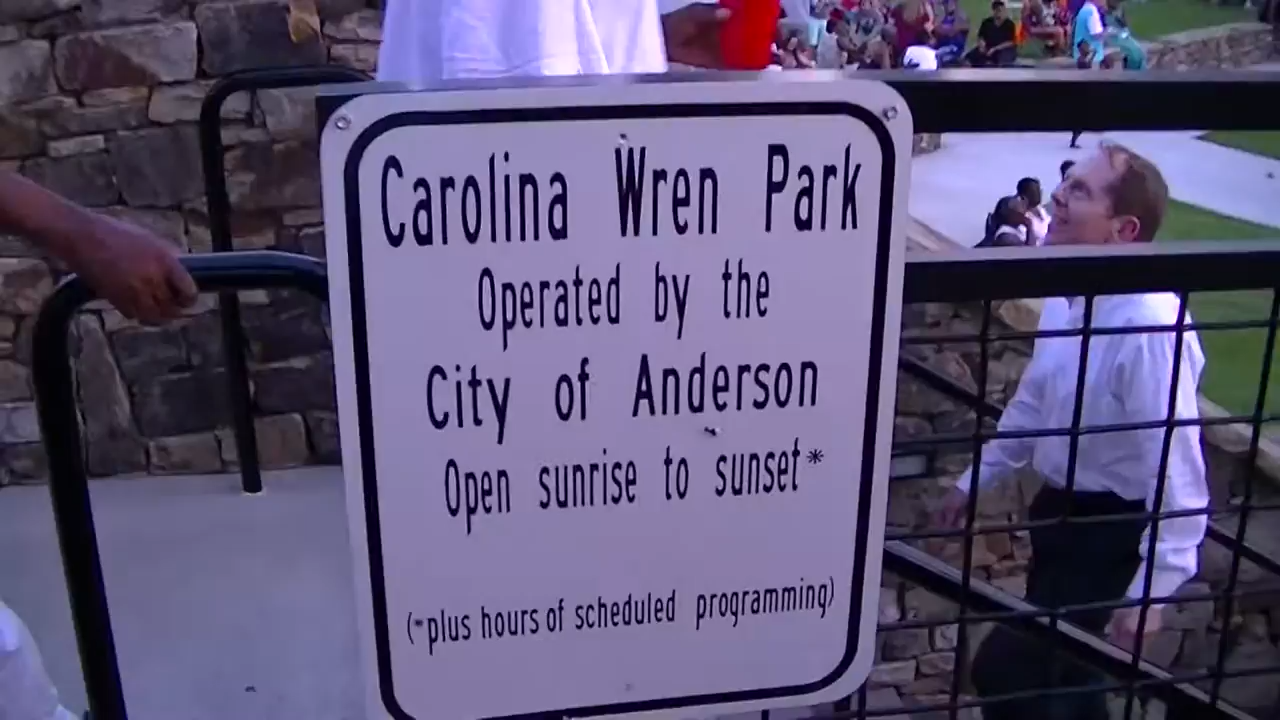 Carolina Wren Park
Operated by the
City of Anderson
Open sunrise to sunset*
(*plus hours of scheduled programming)